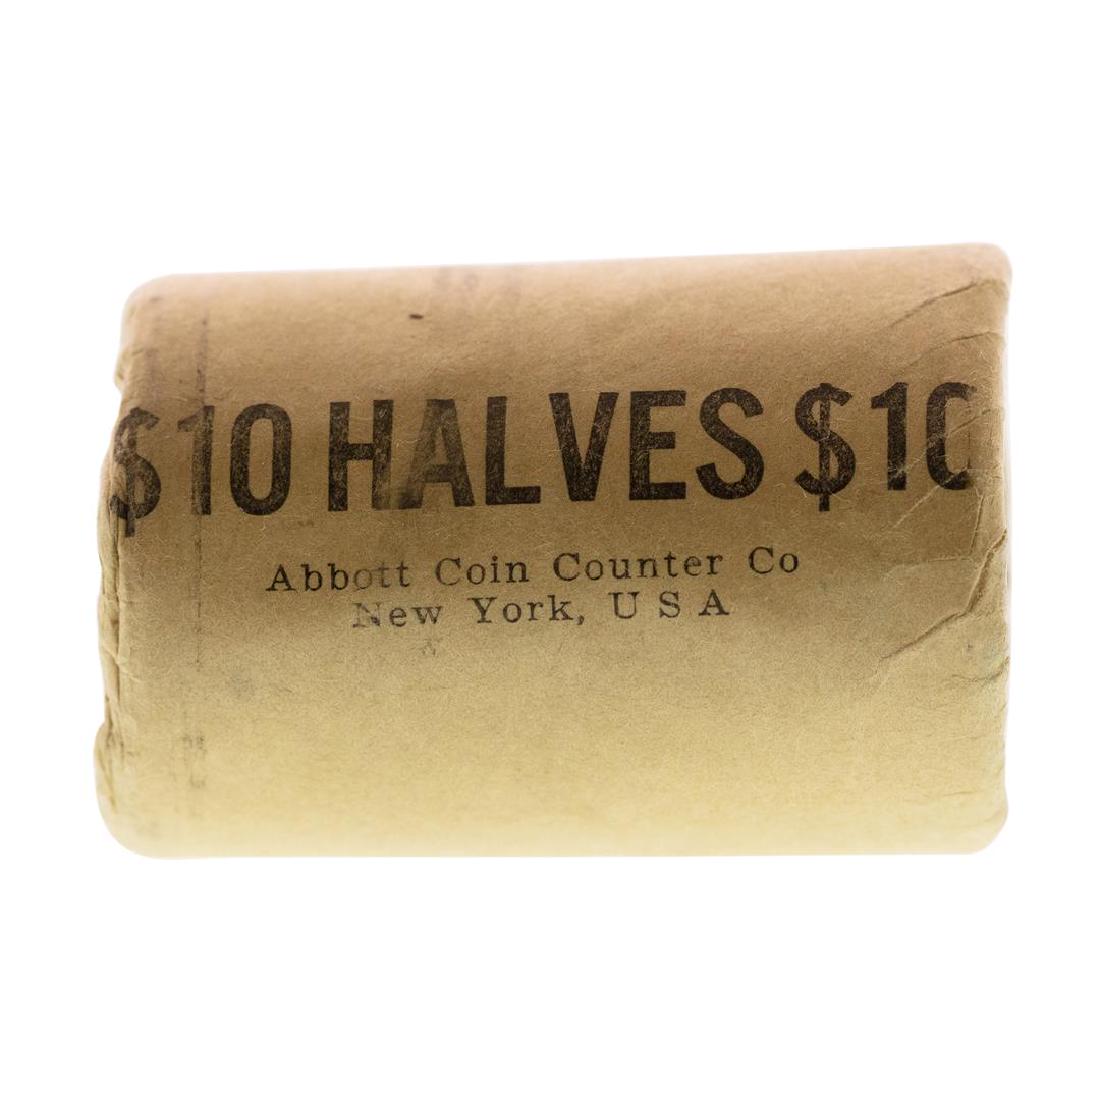 $10 HALVES $10
Abbott Coin Counter Co
New York, U S A